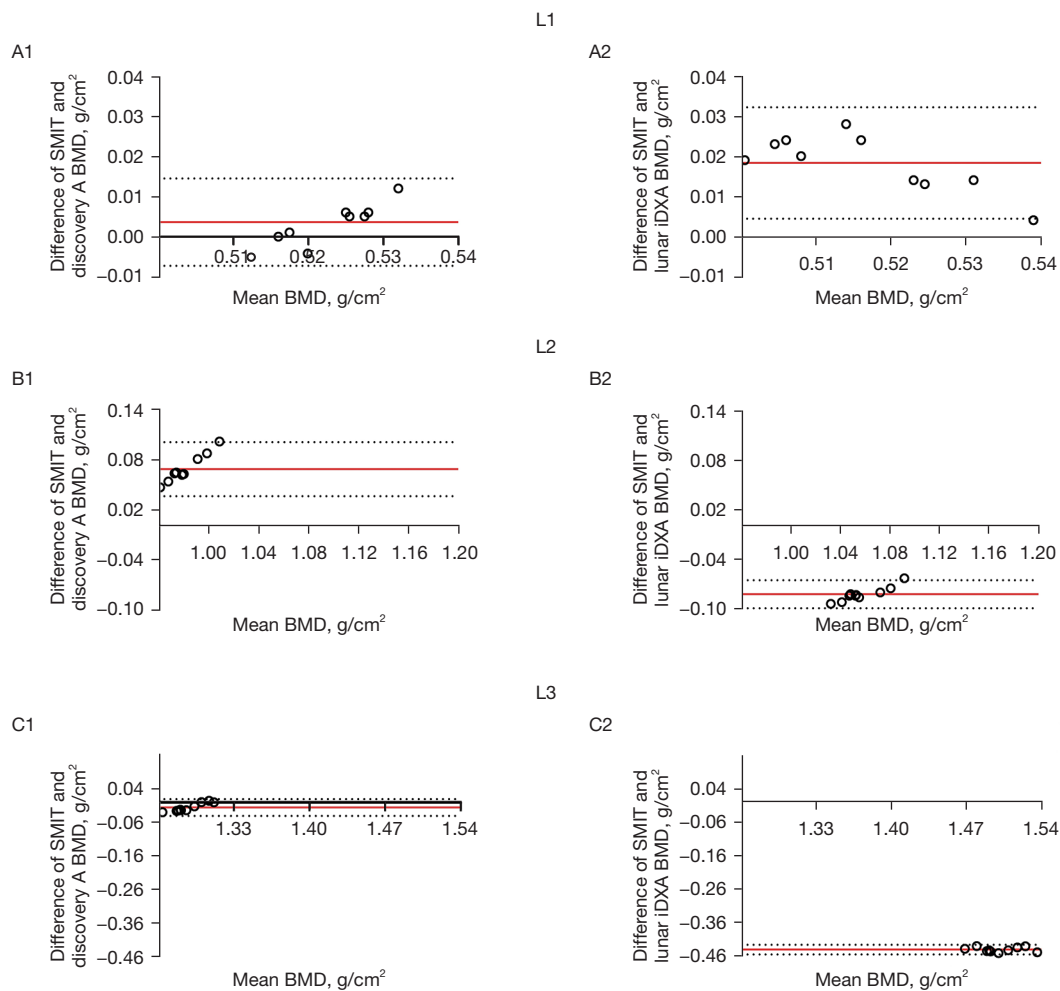 L1
A1
Difference of SMIT and
discovery A BMD, g/cm²
0.04
0.03
0.02
0.01
0.00
−0.01
0.51
0.52
0.53
0.54
Mean BMD, g/cm²
A2
Difference of SMIT and
lunar iDXA BMD, g/cm²
0.04
0.03
0.02
0.01
0.00
0.01
0.51
0.52
0.53
0.54
Mean BMD, g/cm²
L2
B1
Difference of SMIT and
discovery A BMD, g/cm²
0.14
0.08
0.02
−0.04
−0.10
1.00
1.04
1.08
1.12
1.16
1.20
Mean BMD, g/cm²
B2
Difference of SMIT and
lunar iDXA BMD, g/cm²
0.14
0.08
0.02
−0.04
−0.10
1.00
1.04
1.08
1.12
1.16
1.20
Mean BMD, g/cm²
L3
C1
Difference of SMIT and
discovery A BMD, g/cm²
0.04
−0.06
−0.16
−0.26
−0.36
−0.46
1.33
1.40
1.47
1.54
Mean BMD, g/cm²
C2
Difference of SMIT and
lunar iDXA BMD, g/cm²
0.04
−0.06
−0.16
−0.26
−0.36
−0.46
1.33
1.40
1.47
1.54
Mean BMD, g/cm²